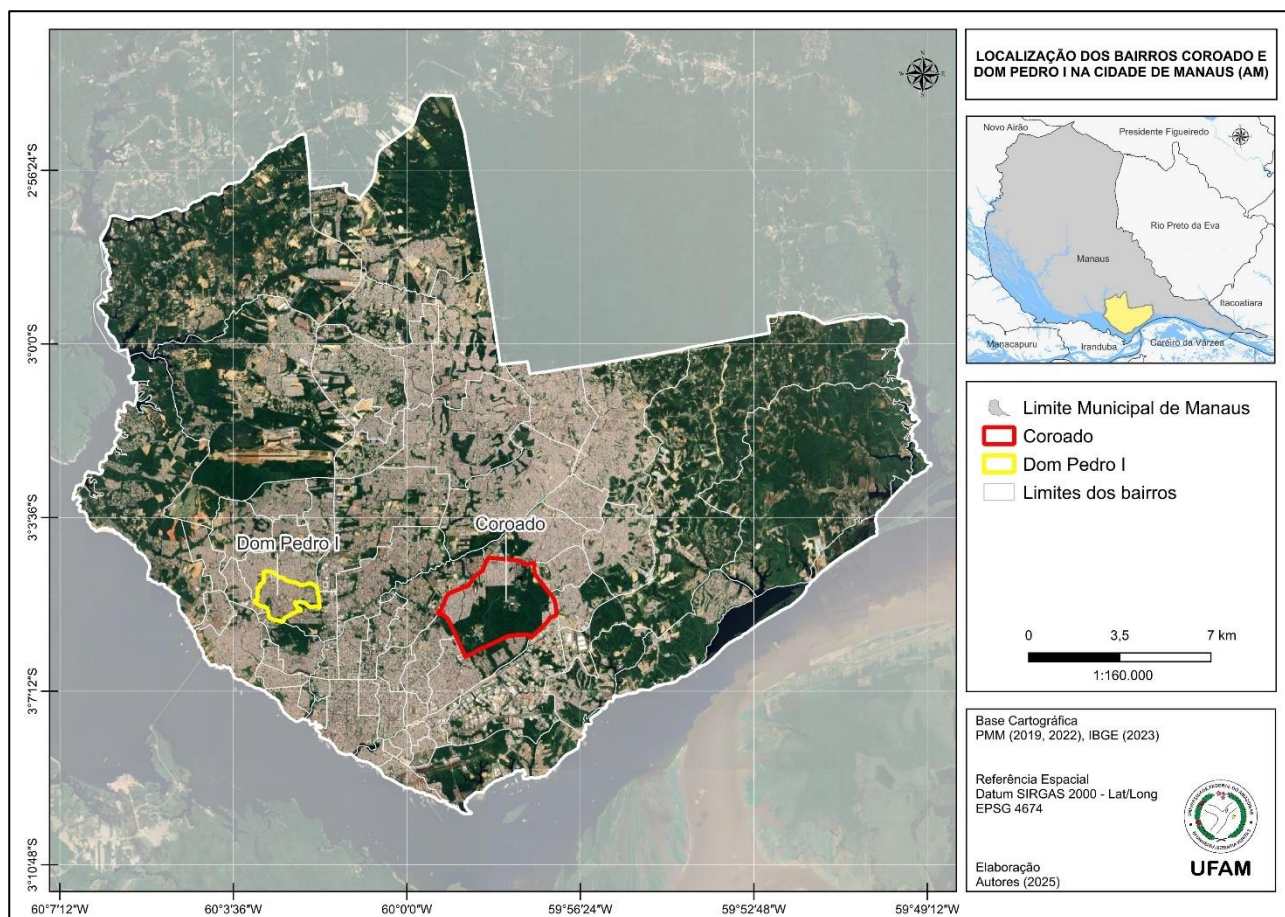 LOCALIZAÇÃO DOS BAIRROS COROADO E
DOM PEDRO I NA CIDADE DE MANAUS (AM)
Novo Airão
Presidente Figueiredo
Rio Preto da Eva
Manaus
Itacoatiara
Manacapuru
Iranduba
Careiro da Várzea
Limite Municipal de Manaus
Coroado
Dom Pedro I
Limites dos bairros
0 3,5 7 km
1:160.000
Base Cartográfica
PMM (2019, 2022), IBGE (2023)
Referência Espacial
Datum SIRGAS 2000 - Lat/Long
EPSG 4674
Elaboração
Autores (2025)
UFAM
Dom Pedro I
Coroado
2°56'24"S
3°0'0"S
3°3'36"S
3°7'12"S
3°10'48"S
60°7'12"W
60°3'36"W
60°0'0"W
59°56'24"W
59°52'48"W
59°49'12"W